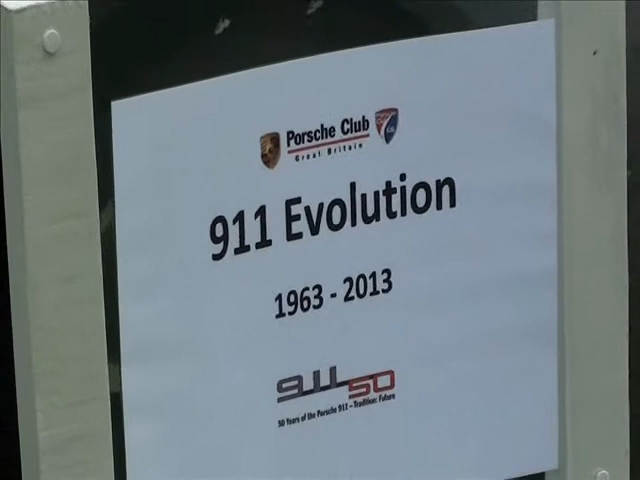 Porsche Club
Great Britain
911 Evolution
1963 - 2013
911 50
50 Years of the Porsche 911 – Tradition: Future